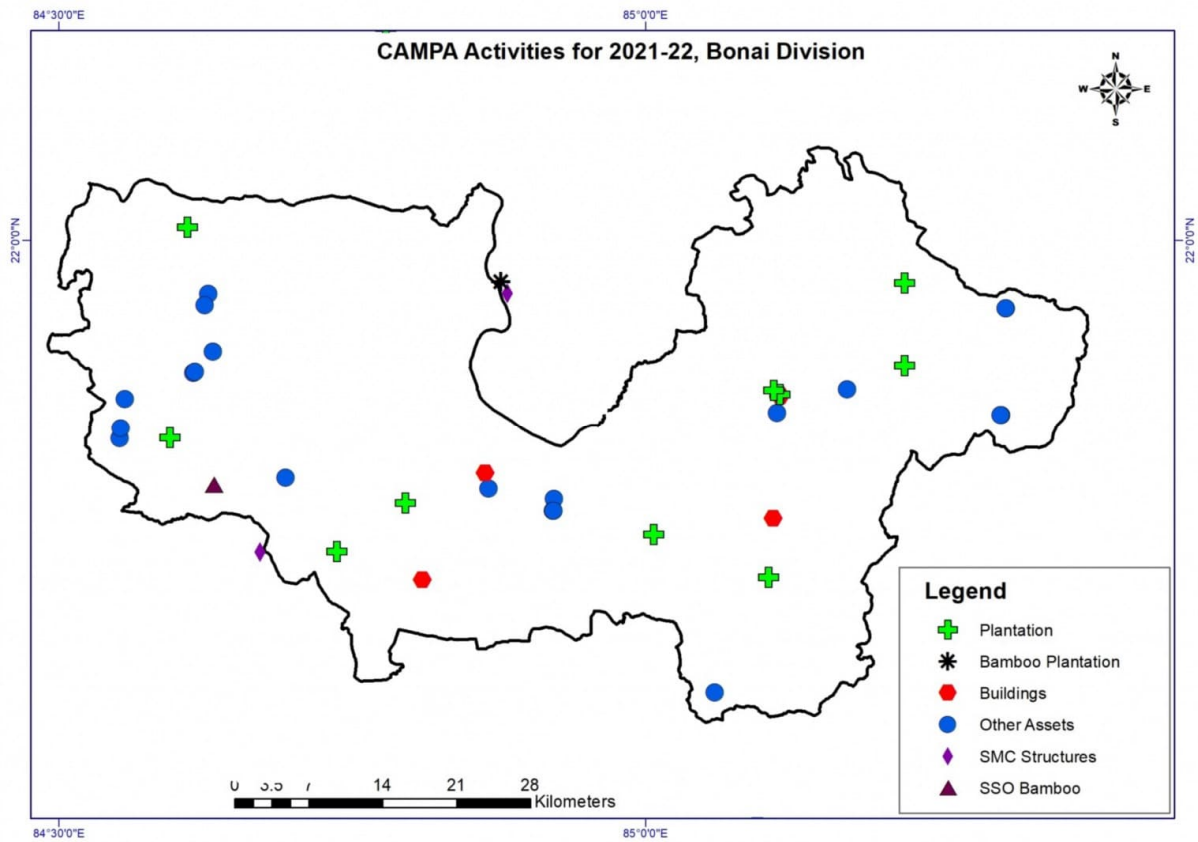 84°30'0"E 85°0'0"E
CAMPA Activities for 2021-22, Bonai Division
N
W E
S
22°0'0"N 22°0'0"N
Legend
Plantation
Bamboo Plantation
Buildings
Other Assets
SMC Structures
SSO Bamboo
0 3.5 7 14 21 28
Kilometers
84°30'0"E 85°0'0"E